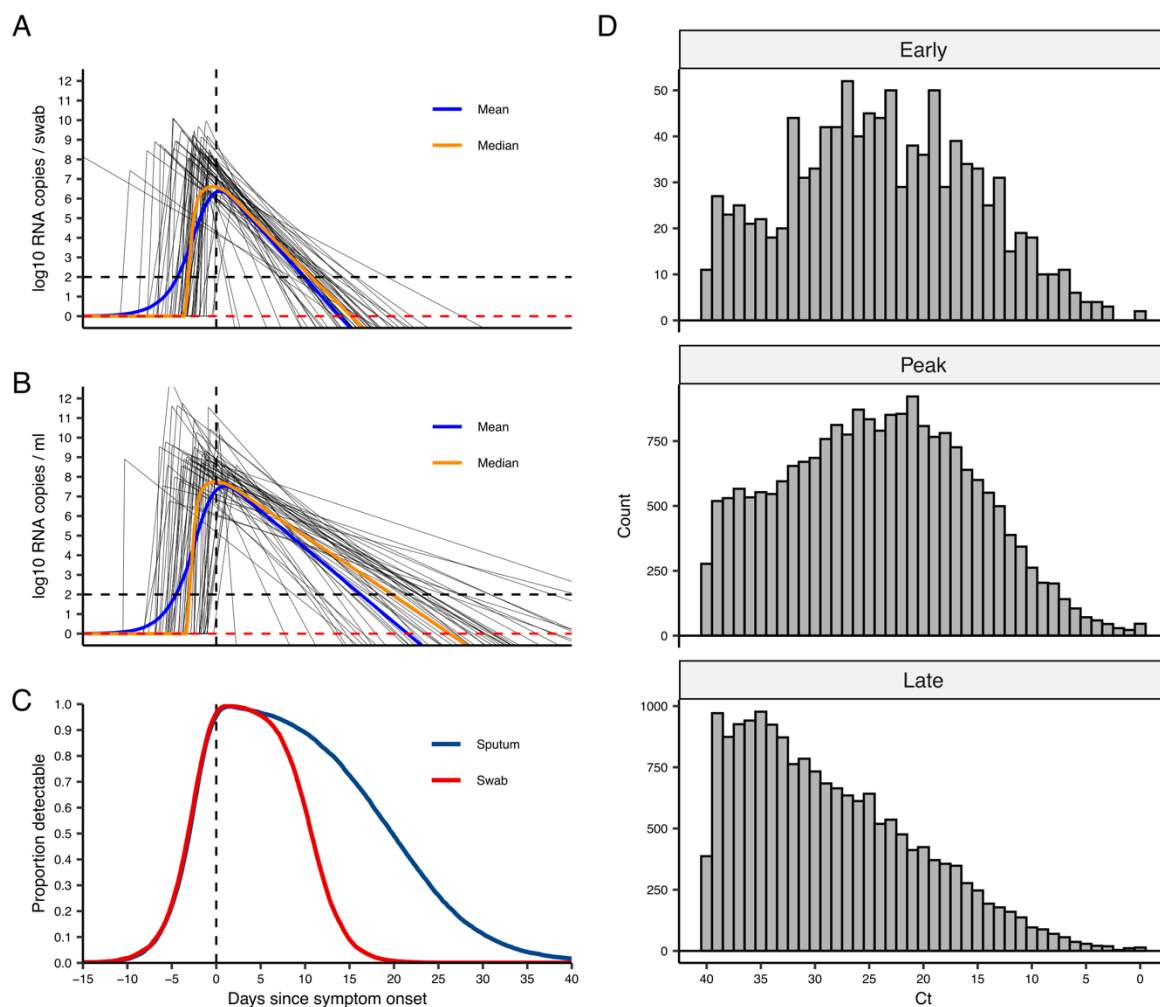 A
log10 RNA copies / swab
12
11
10
9
8
7
6
5
4
3
2
1
0
Mean
Median
B
log10 RNA copies / ml
12
11
10
9
8
7
6
5
4
3
2
1
0
Mean
Median
C
Proportion detectable
1.0
0.9
0.8
0.7
0.6
0.5
0.4
0.3
0.2
0.1
0.0
Sputum
Swab
-15 -10 -5 0 5 10 15 20 25 30 35 40
Days since symptom onset
D
Early
50
40
30
20
10
0
Peak
Count
750
500
250
0
Late
1000
750
500
250
0
40 35 30 25 20 15 10 5 0
Ct